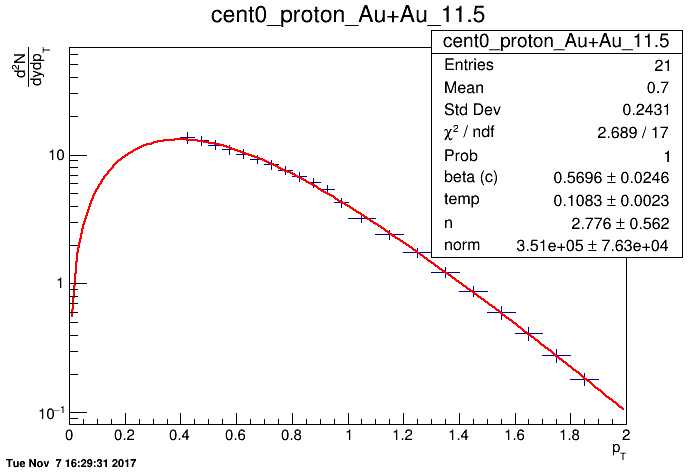 cent0_proton_Au+Au_11.5
cent0_proton_Au+Au_11.5
Entries 21
Mean 0.7
Std Dev 0.2431
χ² / ndf 2.689 / 17
Prob 1
beta (c) 0.5696 ± 0.0246
temp 0.1083 ± 0.0023
n 2.776 ± 0.562
norm 3.51e+05 ± 7.63e+04
d²N
dydp_T
10
1
10⁻¹
0 0.2 0.4 0.6 0.8 1 1.2 1.4 1.6 1.8 2
p_T
Tue Nov 7 16:29:31 2017